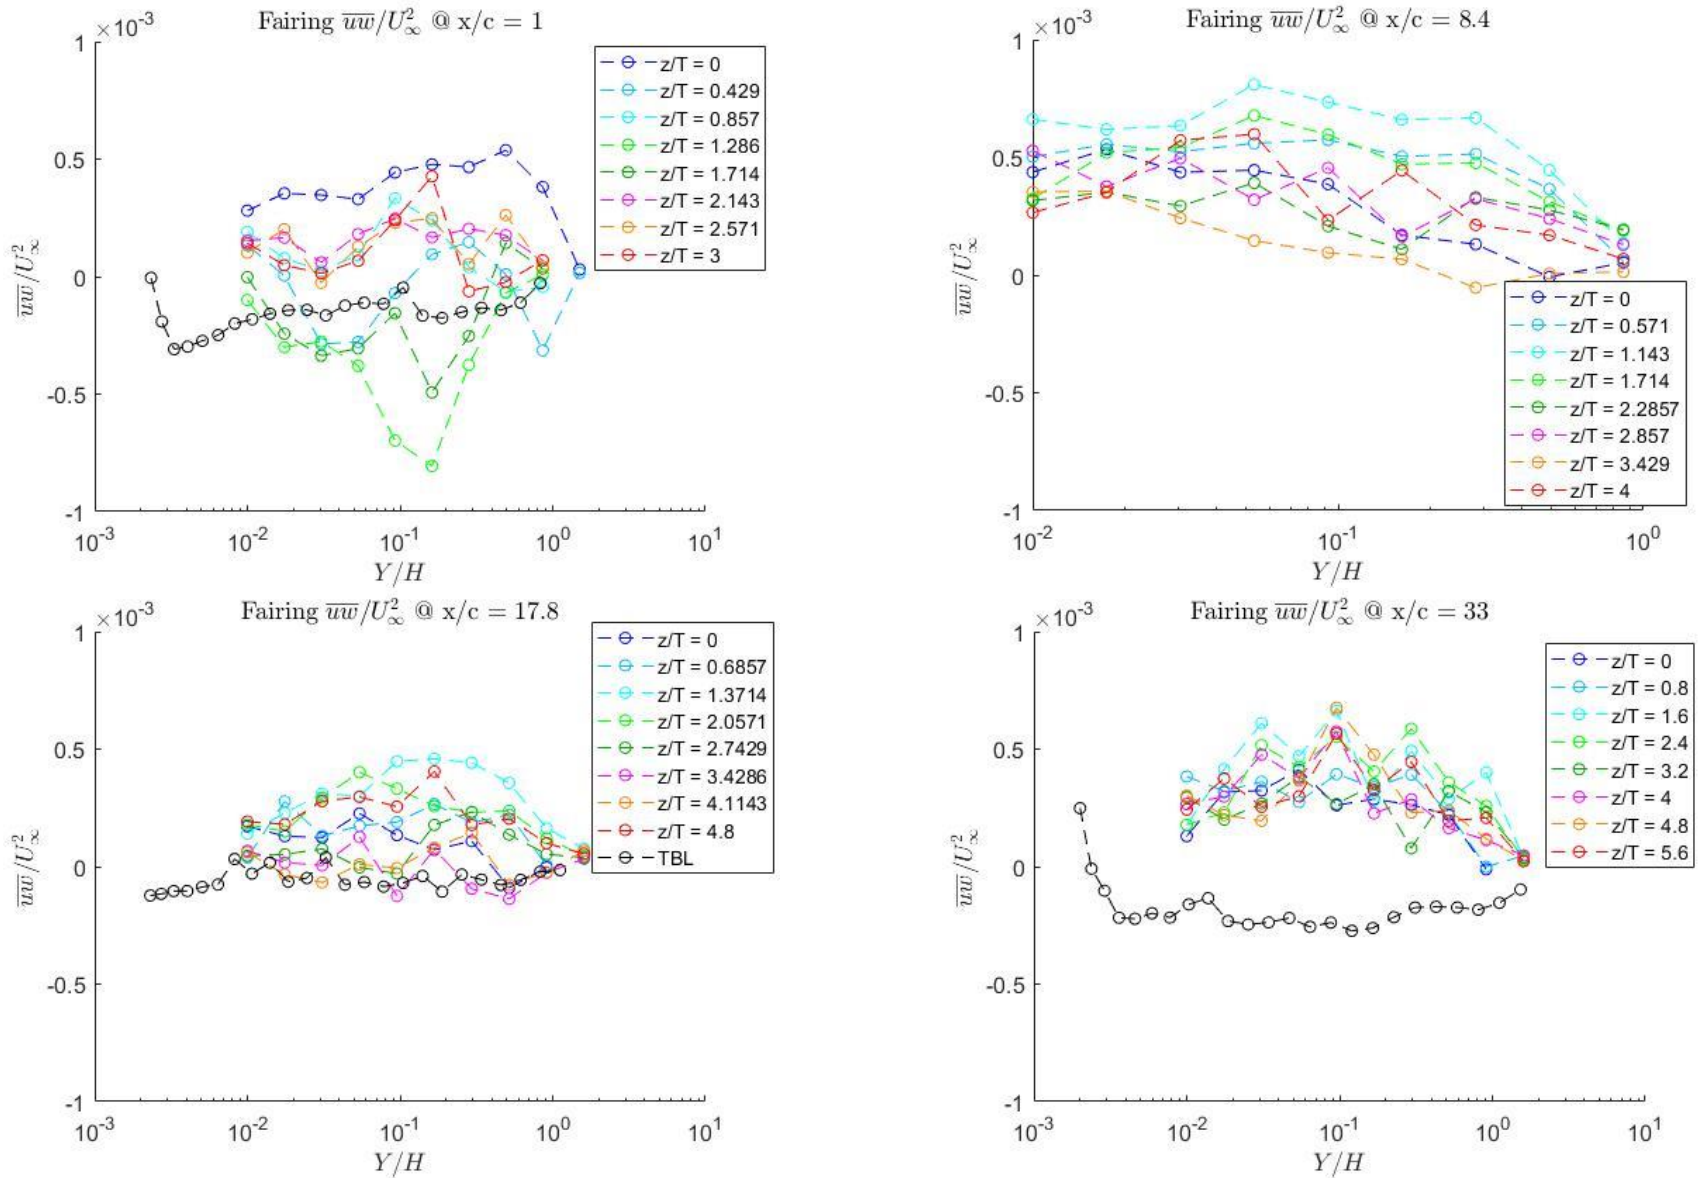 Fairing uw/U∞² @ x/c = 1
×10-3
1
0.5
0
-0.5
-1
10-3
10-2
10-1
100
101
Y/H
uw/U∞²
z/T = 0
z/T = 0.429
z/T = 0.857
z/T = 1.286
z/T = 1.714
z/T = 2.143
z/T = 2.571
z/T = 3
Fairing uw/U∞² @ x/c = 8.4
×10-3
1
0.5
0
-0.5
-1
10-2
10-1
100
Y/H
uw/U∞²
z/T = 0
z/T = 0.571
z/T = 1.143
z/T = 1.714
z/T = 2.2857
z/T = 2.857
z/T = 3.429
z/T = 4
Fairing uw/U∞² @ x/c = 17.8
×10-3
1
0.5
0
-0.5
-1
10-3
10-2
10-1
100
101
Y/H
uw/U∞²
z/T = 0
z/T = 0.6857
z/T = 1.3714
z/T = 2.0571
z/T = 2.7429
z/T = 3.4286
z/T = 4.1143
z/T = 4.8
TBL
Fairing uw/U∞² @ x/c = 33
×10-3
1
0.5
0
-0.5
-1
10-3
10-2
10-1
100
101
Y/H
uw/U∞²
z/T = 0
z/T = 0.8
z/T = 1.6
z/T = 2.4
z/T = 3.2
z/T = 4
z/T = 4.8
z/T = 5.6